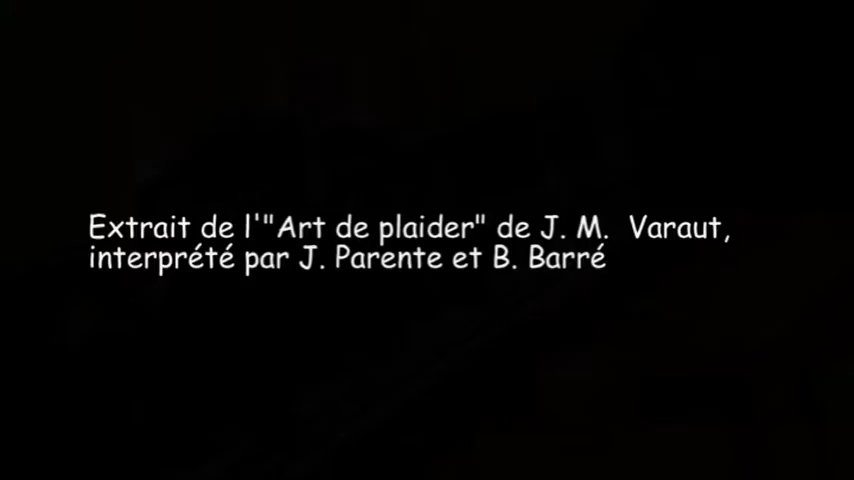 Extrait de l'"Art de plaider" de J. M.  Varaut,
interprété par J. Parente et B. Barré